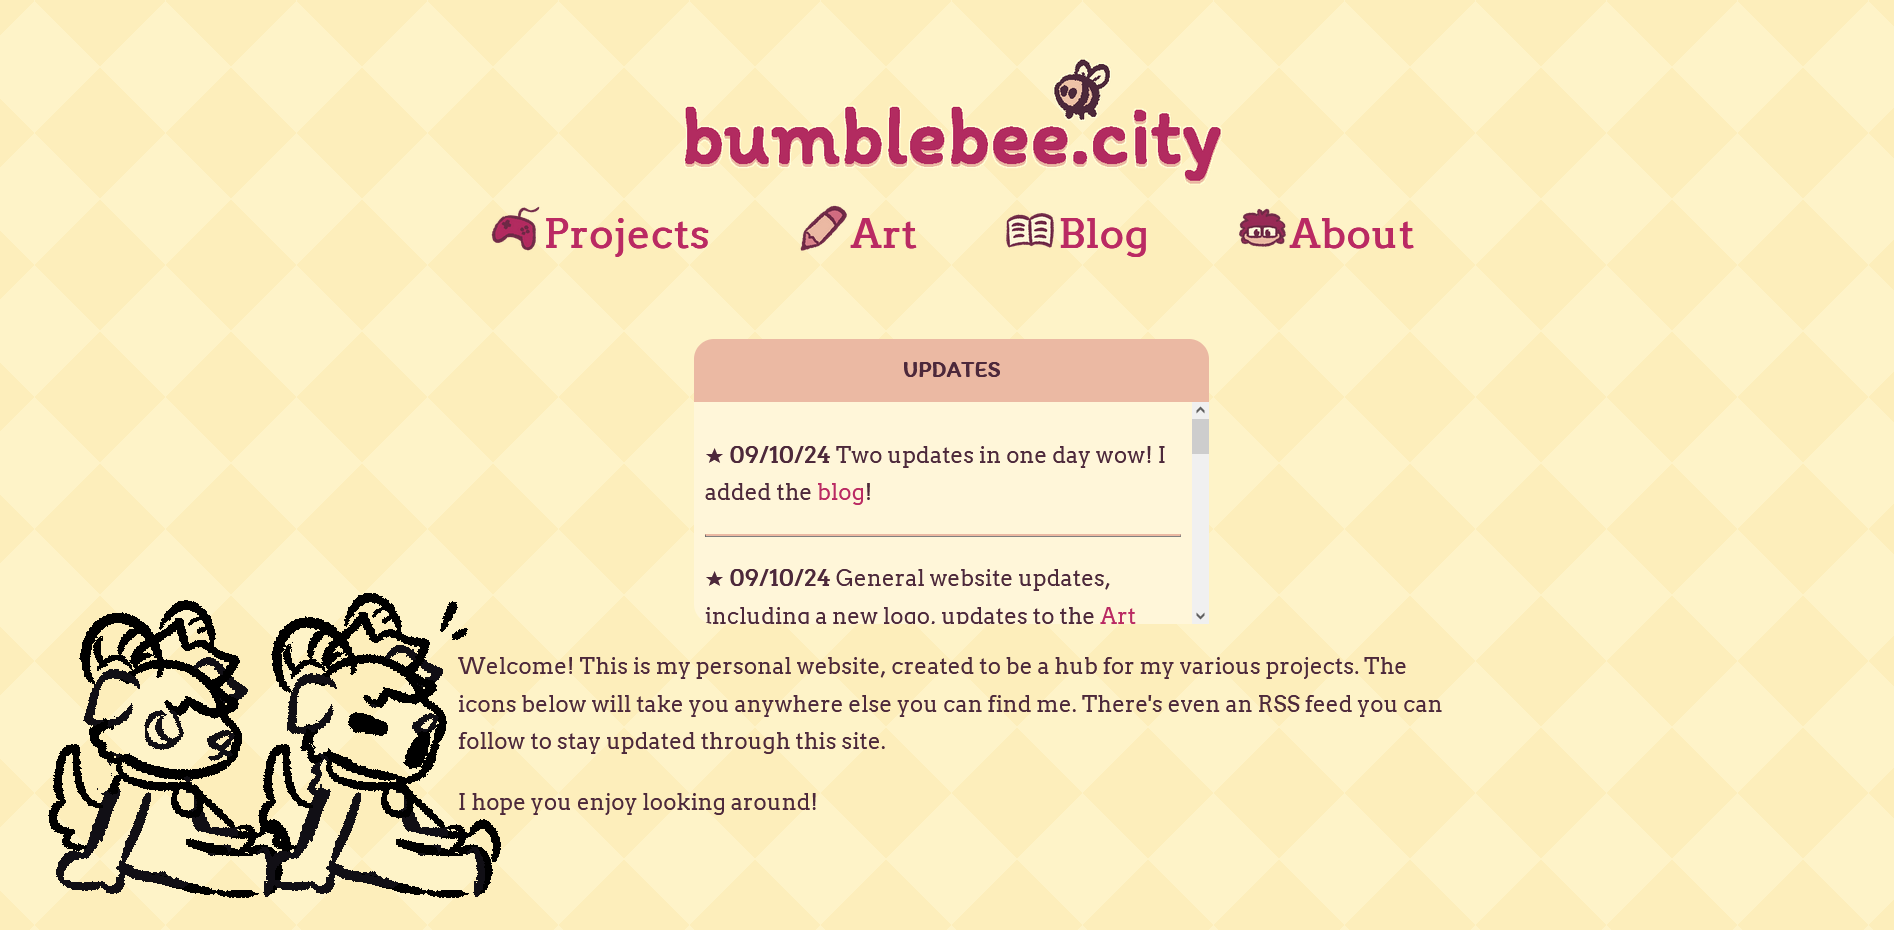 bumblebee.city
Projects Art Blog About
UPDATES
★ 09/10/24 Two updates in one day wow! I
added the blog!
★ 09/10/24 General website updates,
including a new logo, updates to the Art
Welcome! This is my personal website, created to be a hub for my various projects. The
icons below will take you anywhere else you can find me. There's even an RSS feed you can
follow to stay updated through this site.
I hope you enjoy looking around!